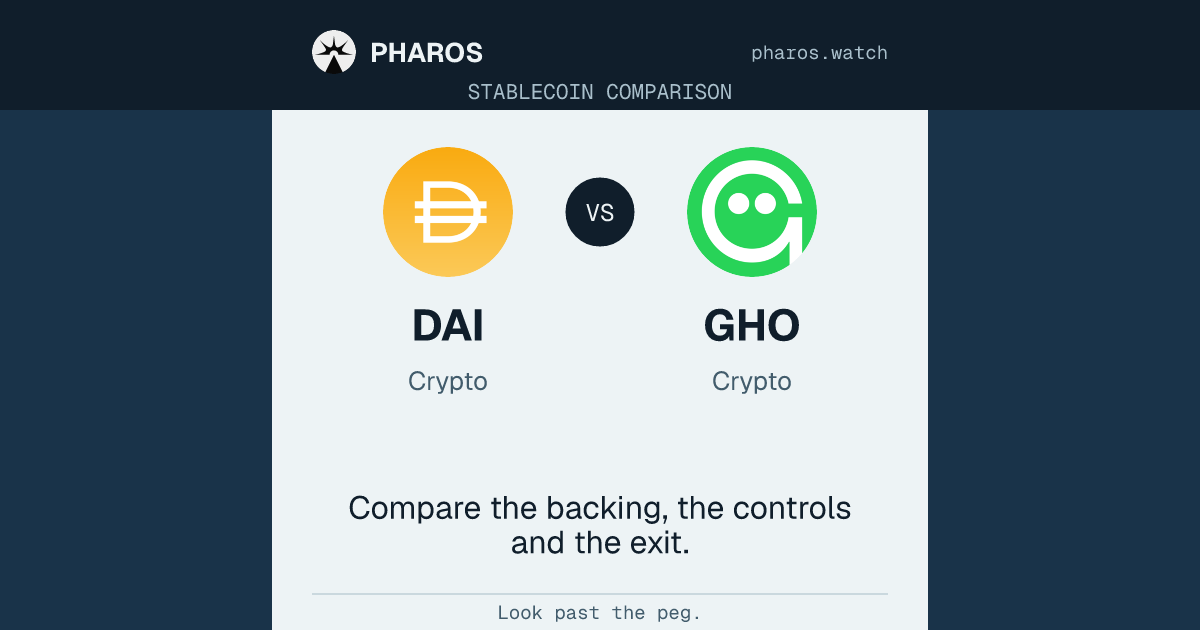 PHAROS
pharos.watch
STABLECOIN COMPARISON
VS
DAI
GHO
Crypto
Crypto
Compare the backing, the controls
and the exit.
Look past the peg.